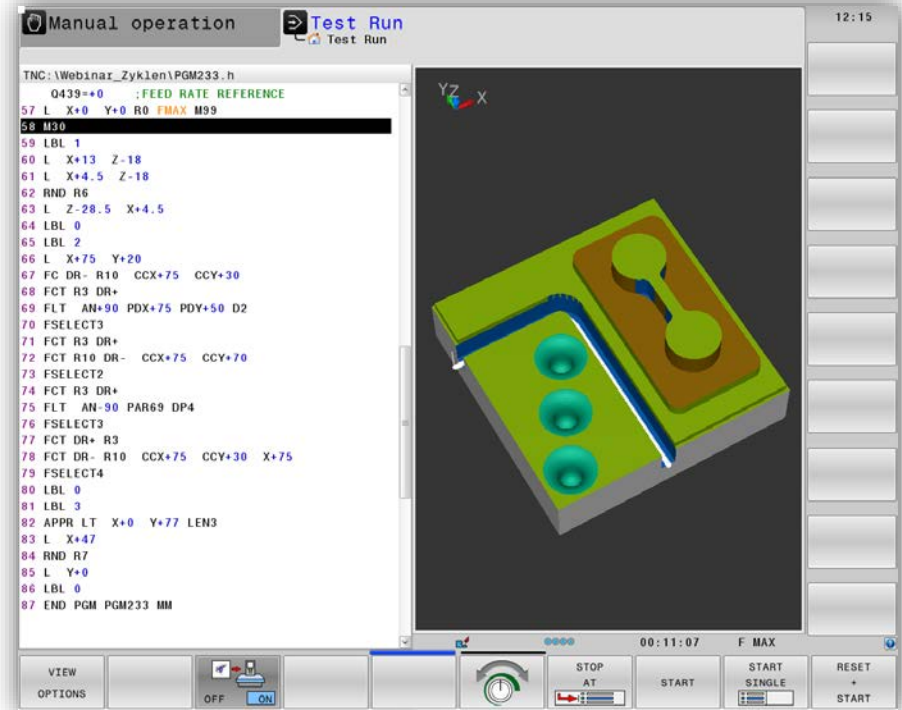 Manual operation
Test Run
Test Run
12:15
TNC:\Webinar_Zyklen\PGM233.h
Q439=+0 ;FEED RATE REFERENCE
57 L X+0 Y+0 R0 FMAX M99
58 M30
59 LBL 1
60 L X+13 Z-18
61 L X+4.5 Z-18
62 RND R6
63 L Z-28.5 X+4.5
64 LBL 0
65 LBL 2
66 L X+75 Y+20
67 FC DR- R10 CCX+75 CCY+30
68 FCT R3 DR+
69 FLT AN+90 PDX+75 PDY+50 D2
70 FSELECT3
71 FCT R3 DR+
72 FCT R10 DR- CCX+75 CCY+70
73 FSELECT2
74 FCT R3 DR+
75 FLT AN-90 PAR69 DP4
76 FSELECT3
77 FCT DR+ R3
78 FCT DR- R10 CCX+75 CCY+30 X+75
79 FSELECT4
80 LBL 0
81 LBL 3
82 APPR LT X+0 Y+77 LEN3
83 L X+47
84 RND R7
85 L Y+0
86 LBL 0
87 END PGM PGM233 MM
YZ X
00:11:07 F MAX
VIEW
OPTIONS
OFF ON
STOP
AT
START
START
SINGLE
RESET
+
START